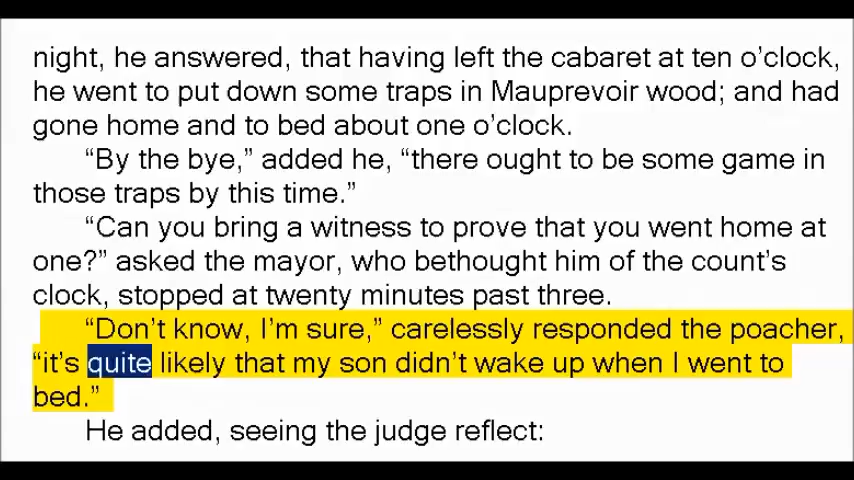 night, he answered, that having left the cabaret at ten o’clock,
he went to put down some traps in Mauprevoir wood; and had
gone home and to bed about one o’clock.
“By the bye,” added he, “there ought to be some game in
those traps by this time.”
“Can you bring a witness to prove that you went home at
one?” asked the mayor, who bethought him of the count’s
clock, stopped at twenty minutes past three.
“Don’t know, I’m sure,” carelessly responded the poacher,
“it’s quite likely that my son didn’t wake up when I went to
bed.”
He added, seeing the judge reflect: